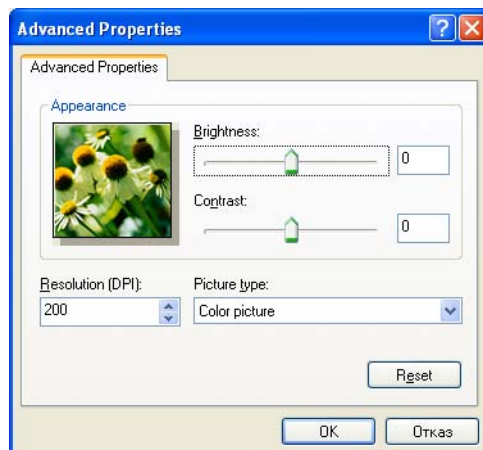 Advanced Properties
Advanced Properties
Appearance
Brightness:
0
Contrast:
0
Resolution (DPI):
Picture type:
200
Color picture
Reset
OK
Отказ